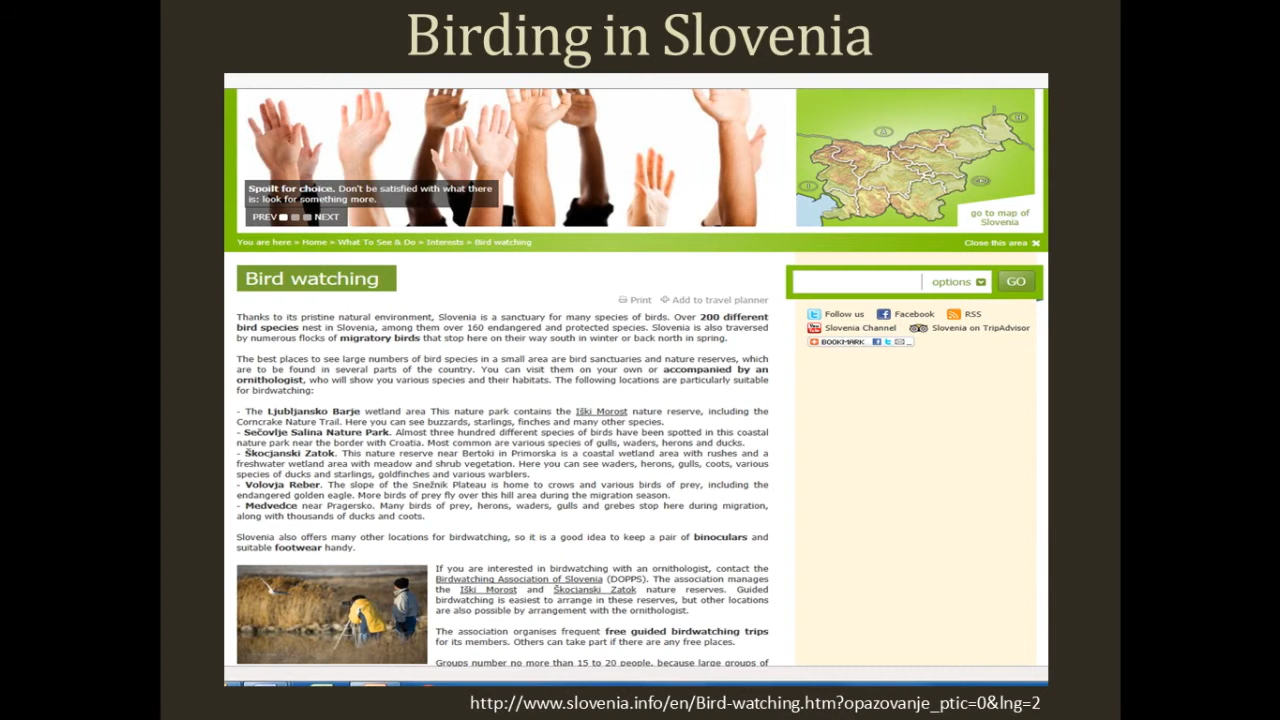 Birding in Slovenia
Spoilt for choice. Don't be satisfied with what there
is: look for something more.
PREV NEXT
go to map of
Slovenia
You are here » Home » What To See & Do » Interests » Bird watching
Close this area
Bird watching
options
GO
Print Add to travel planner
Follow us Facebook RSS
Slovenia Channel Slovenia on TripAdvisor
BOOKMARK
Thanks to its pristine natural environment, Slovenia is a sanctuary for many species of birds. Over 200 different
bird species nest in Slovenia, among them over 160 endangered and protected species. Slovenia is also traversed
by numerous flocks of migratory birds that stop here on their way south in winter or back north in spring.
The best places to see large numbers of bird species in a small area are bird sanctuaries and nature reserves, which
are to be found in several parts of the country. You can visit them on your own or accompanied by an
ornithologist, who will show you various species and their habitats. The following locations are particularly suitable
for birdwatching:
- The Ljubljansko Barje wetland area This nature park contains the Iški Morost nature reserve, including the
Corncrake Nature Trail. Here you can see buzzards, starlings, finches and many other species.
- Sečovlje Salina Nature Park. Almost three hundred different species of birds have been spotted in this coastal
nature park near the border with Croatia. Most common are various species of gulls, waders, herons and ducks.
- Škocjanski Zatok. This nature reserve near Bertoki in Primorska is a coastal wetland area with rushes and a
freshwater wetland area with meadow and shrub vegetation. Here you can see waders, herons, gulls, coots, various
species of ducks and starlings, goldfinches and various warblers.
- Volovja Reber. The slope of the Snežnik Plateau is home to crows and various birds of prey, including the
endangered golden eagle. More birds of prey fly over this hill area during the migration season.
- Medvedce near Pragersko. Many birds of prey, herons, waders, gulls and grebes stop here during migration,
along with thousands of ducks and coots.
Slovenia also offers many other locations for birdwatching, so it is a good idea to keep a pair of binoculars and
suitable footwear handy.
If you are interested in birdwatching with an ornithologist, contact the
Birdwatching Association of Slovenia (DOPPS). The association manages
the Iški Morost and Škocjanski Zatok nature reserves. Guided
birdwatching is easiest to arrange in these reserves, but other locations
are also possible by arrangement with the ornithologist.
The association organises frequent free guided birdwatching trips
for its members. Others can take part if there are any free places.
Groups number no more than 15 to 20 people, because large groups of
http://www.slovenia.info/en/Bird-watching.htm?opazovanje_ptic=0&lng=2